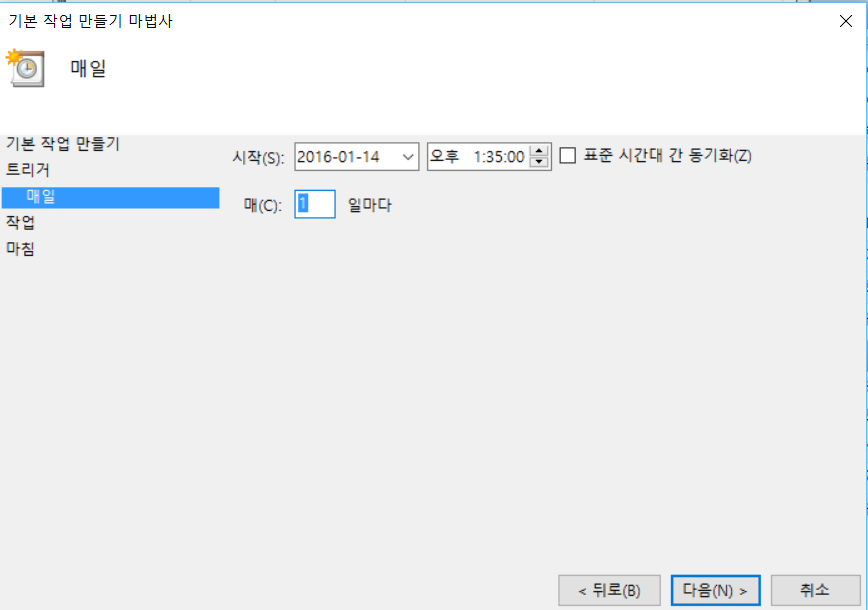 기본 작업 만들기 마법사
매일
기본 작업 만들기
트리거
매일
작업
마침
시작(S): 2016-01-14 오후 1:35:00 표준 시간대 간 동기화(Z)
매(C): 1 일마다
< 뒤로(B) 다음(N) > 취소